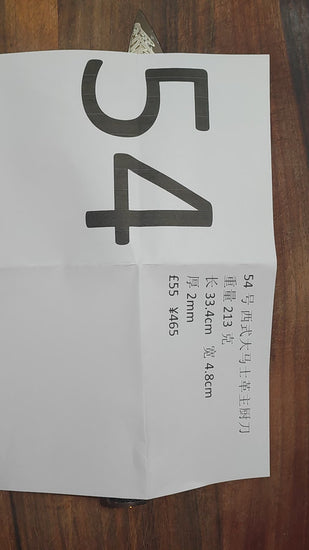 54
54 号 西式大马士革主厨刀
重量 213 克
长 33.4cm 宽 4.8cm
厚 2mm
£55 ¥465